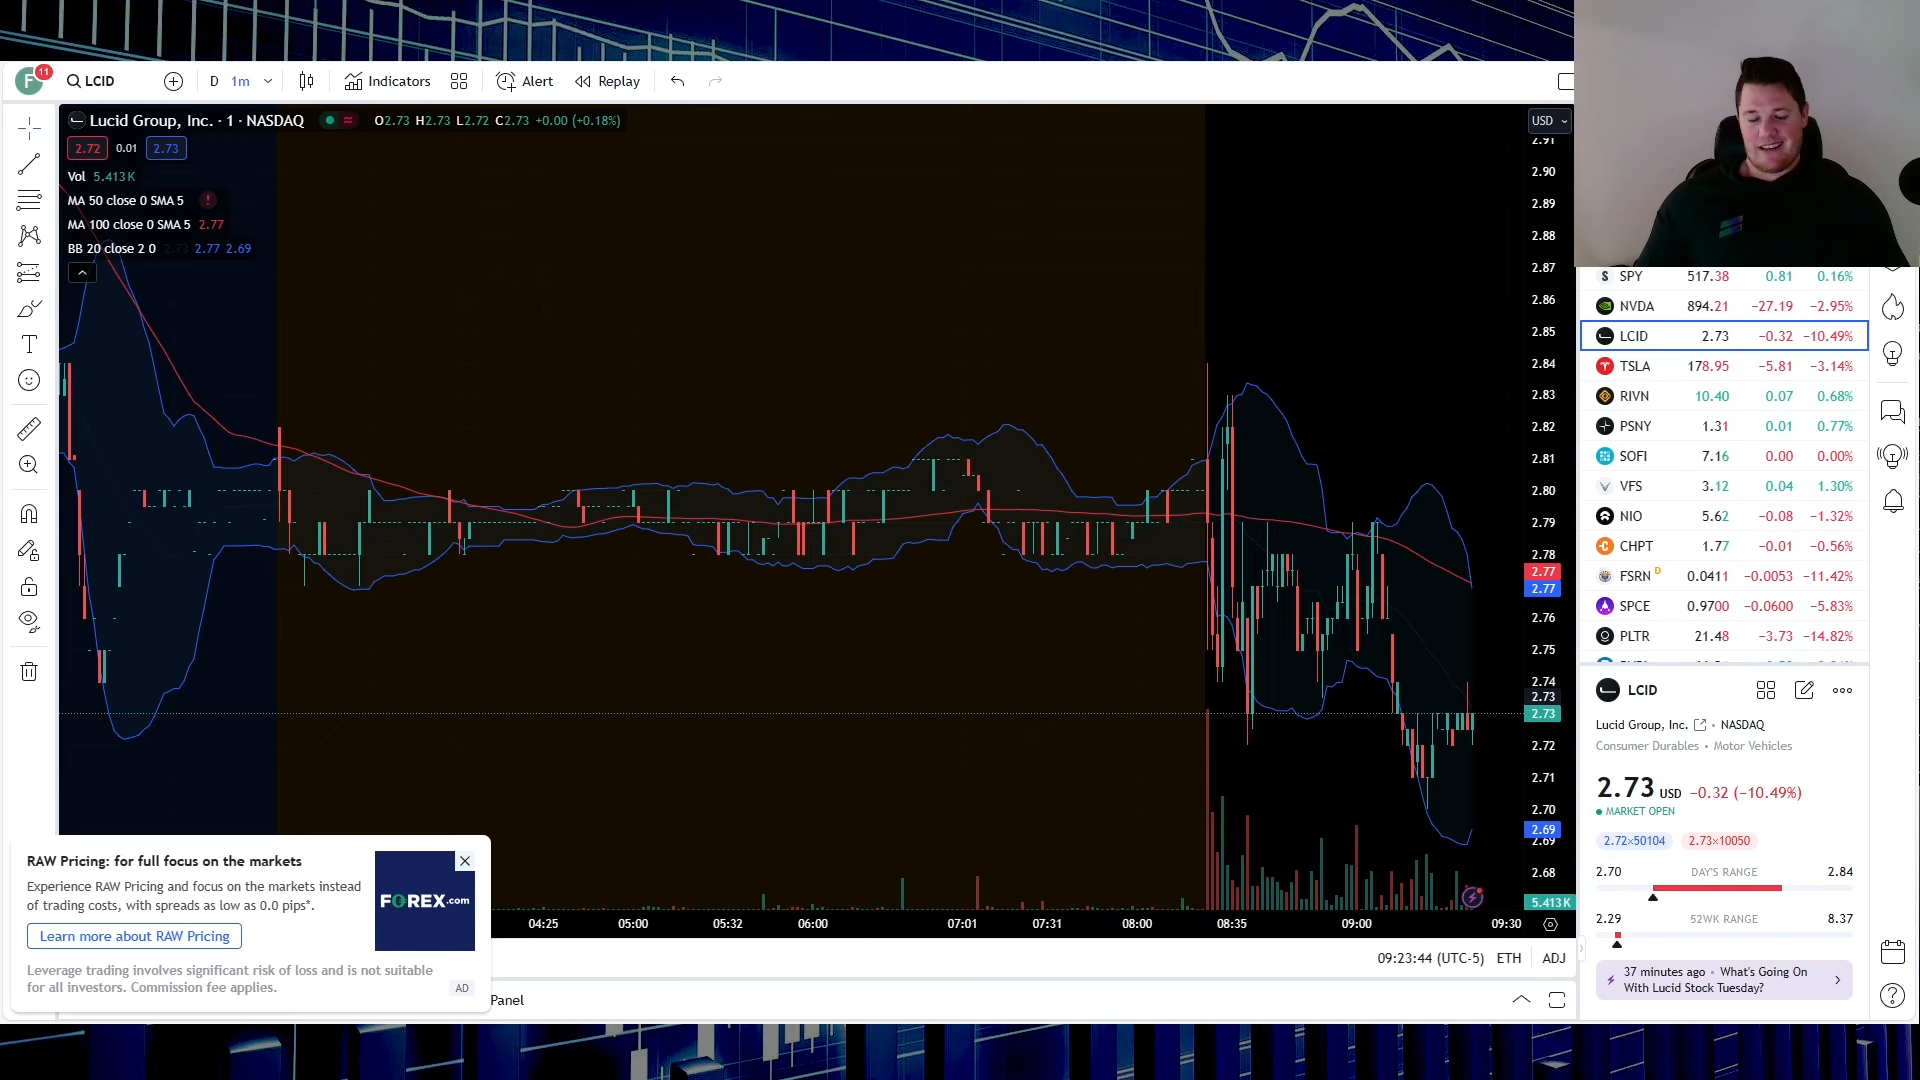 F 11 LCID D 1m Indicators Alert Replay
Lucid Group, Inc. · 1 · NASDAQ O2.73 H2.73 L2.72 C2.73 +0.00 (+0.18%)
USD
2.72 0.01 2.73
Vol 5.413 K
MA 50 close 0 SMA 5 !
MA 100 close 0 SMA 5 2.77
BB 20 close 2 0 2.73 2.77 2.69
2.91
2.90
2.89
2.88
2.87
2.86
2.85
2.84
2.83
2.82
2.81
2.80
2.79
2.78
2.77
2.77
2.76
2.75
2.74
2.73
2.73
2.72
2.71
2.70
2.69
2.69
2.68
5.413 K
04:25 05:00 05:32 06:00 07:01 07:31 08:00 08:35 09:00 09:30
09:23:44 (UTC-5) ETH ADJ
Panel
RAW Pricing: for full focus on the markets
Experience RAW Pricing and focus on the markets instead
of trading costs, with spreads as low as 0.0 pips*.
Learn more about RAW Pricing
Leverage trading involves significant risk of loss and is not suitable
for all investors. Commission fee applies.
AD
FOREX.com
S SPY 517.38 0.81 0.16%
NVDA 894.21 −27.19 −2.95%
LCID 2.73 −0.32 −10.49%
TSLA 178.95 −5.81 −3.14%
RIVN 10.40 0.07 0.68%
PSNY 1.31 0.01 0.77%
SOFI 7.16 0.00 0.00%
VFS 3.12 0.04 1.30%
NIO 5.62 −0.08 −1.32%
CHPT 1.77 −0.01 −0.56%
FSRN D 0.0411 −0.0053 −11.42%
SPCE 0.9700 −0.0600 −5.83%
PLTR 21.48 −3.73 −14.82%
LCID
Lucid Group, Inc. • NASDAQ
Consumer Durables • Motor Vehicles
2.73 USD −0.32 (−10.49%)
MARKET OPEN
2.72×50104 2.73×10050
2.70 DAY'S RANGE 2.84
2.29 52WK RANGE 8.37
37 minutes ago • What's Going On
With Lucid Stock Tuesday?